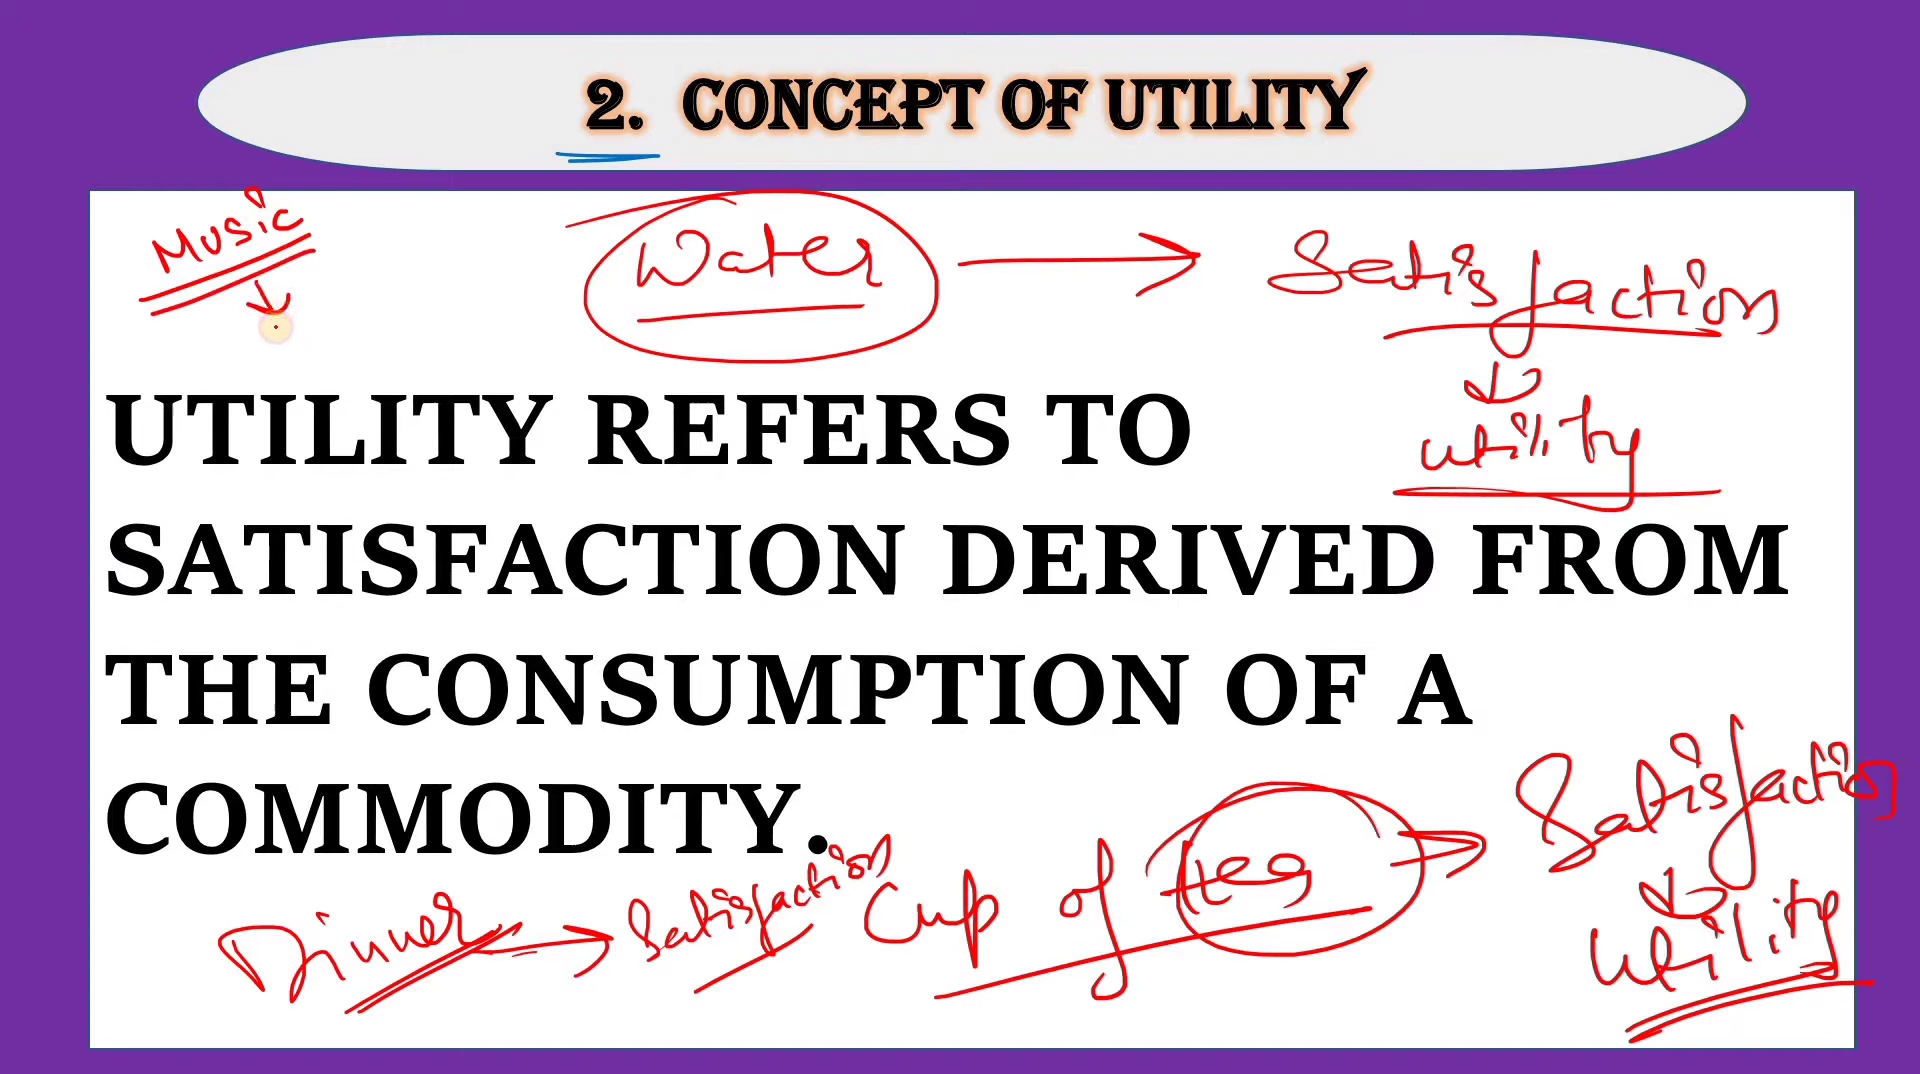 2. CONCEPT OF UTILITY
Music
Water → Satisfaction
utility
UTILITY REFERS TO
SATISFACTION DERIVED FROM
THE CONSUMPTION OF A
COMMODITY.
Dinner → Satisfaction
Cup of tea → Satisfaction
utility